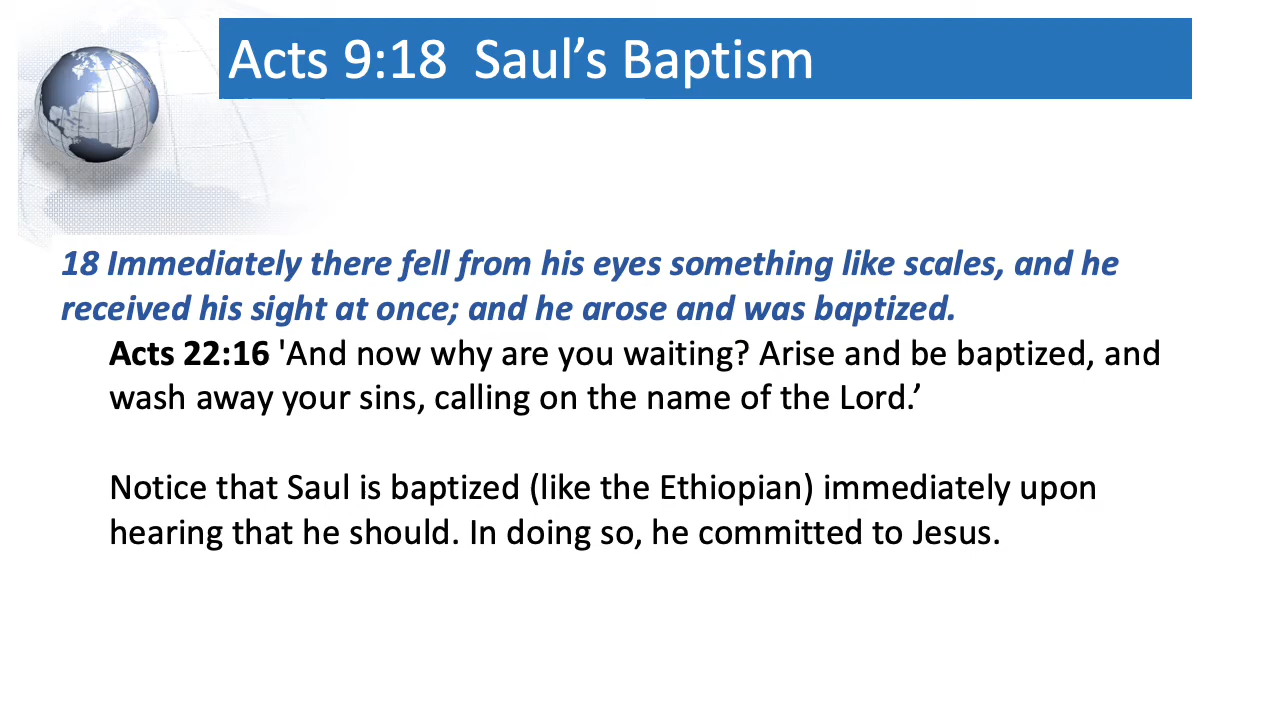 Acts 9:18  Saul’s Baptism
18 Immediately there fell from his eyes something like scales, and he
received his sight at once; and he arose and was baptized.
Acts 22:16 'And now why are you waiting? Arise and be baptized, and
wash away your sins, calling on the name of the Lord.’
Notice that Saul is baptized (like the Ethiopian) immediately upon
hearing that he should. In doing so, he committed to Jesus.